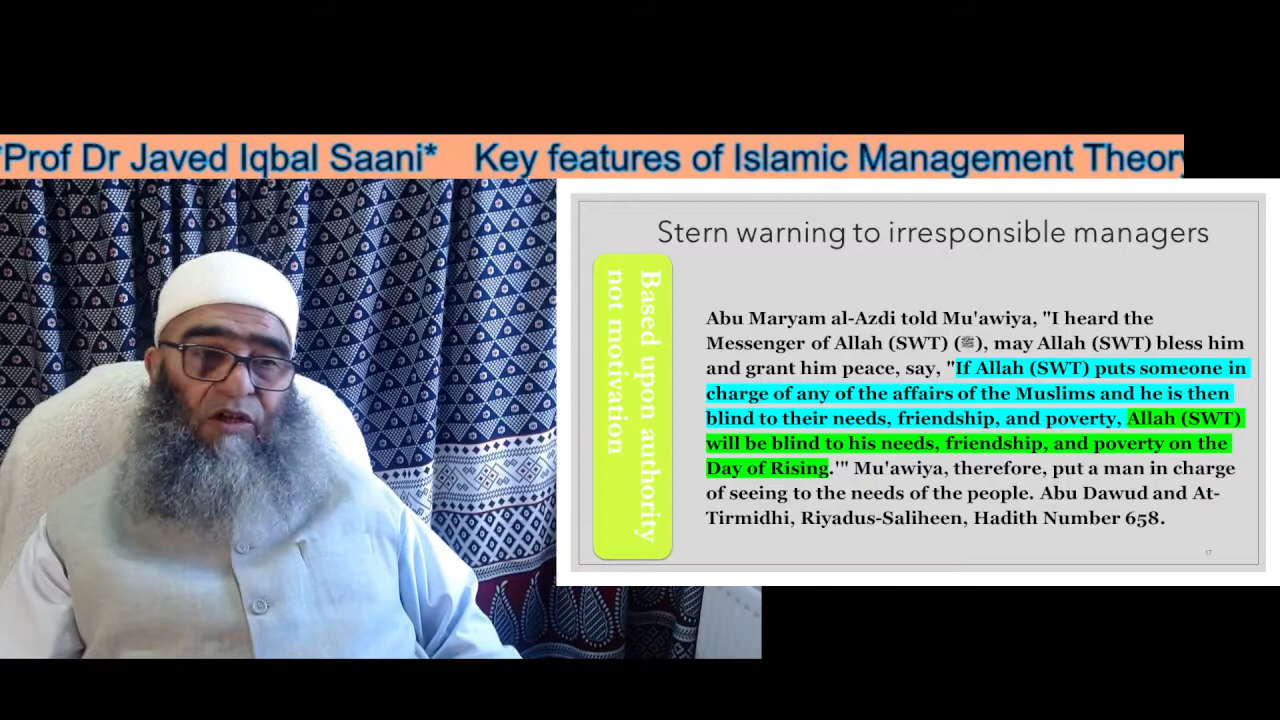 *Prof Dr Javed Iqbal Saani* Key features of Islamic Management Theory
Stern warning to irresponsible managers
Based upon authority
not motivation
Abu Maryam al-Azdi told Mu'awiya, "I heard the
Messenger of Allah (SWT) (ﷺ), may Allah (SWT) bless him
and grant him peace, say, "If Allah (SWT) puts someone in
charge of any of the affairs of the Muslims and he is then
blind to their needs, friendship, and poverty, Allah (SWT)
will be blind to his needs, friendship, and poverty on the
Day of Rising.'" Mu'awiya, therefore, put a man in charge
of seeing to the needs of the people. Abu Dawud and At-
Tirmidhi, Riyadus-Saliheen, Hadith Number 658.
17